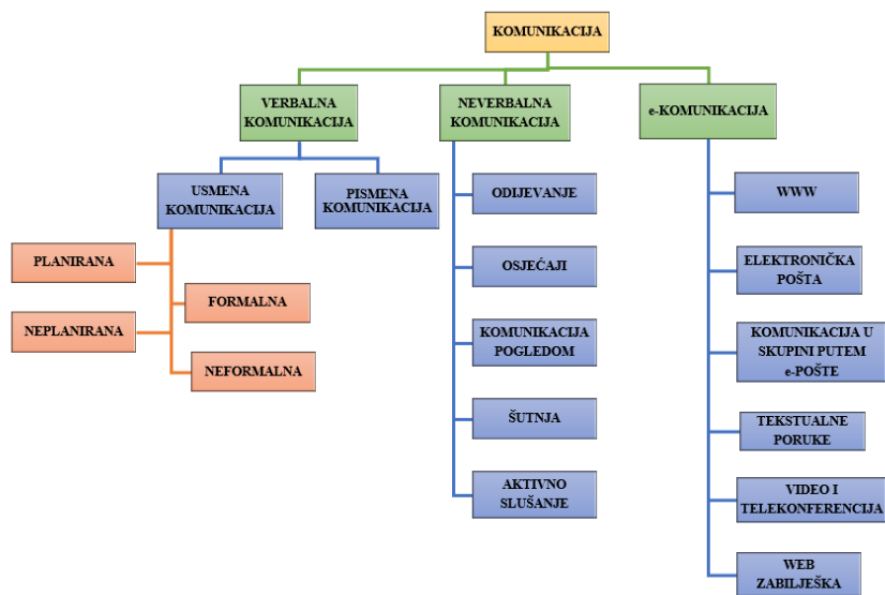 KOMUNIKACIJA
VERBALNA
KOMUNIKACIJA
NEVERBALNA
KOMUNIKACIJA
e-KOMUNIKACIJA
USMENA
KOMUNIKACIJA
PISMENA
KOMUNIKACIJA
PLANIRANA
FORMALNA
NEPLANIRANA
NEFORMALNA
ODIJEVANJE
OSJEĆAJI
KOMUNIKACIJA
POGLEDOM
ŠUTNJA
AKTIVNO
SLUŠANJE
WWW
ELEKTRONIČKA
POŠTA
KOMUNIKACIJA U
SKUPINI PUTEM
e-POŠTE
TEKSTUALNE
PORUKE
VIDEO I
TELEKONFERENCIJA
WEB
ZABILJEŠKA